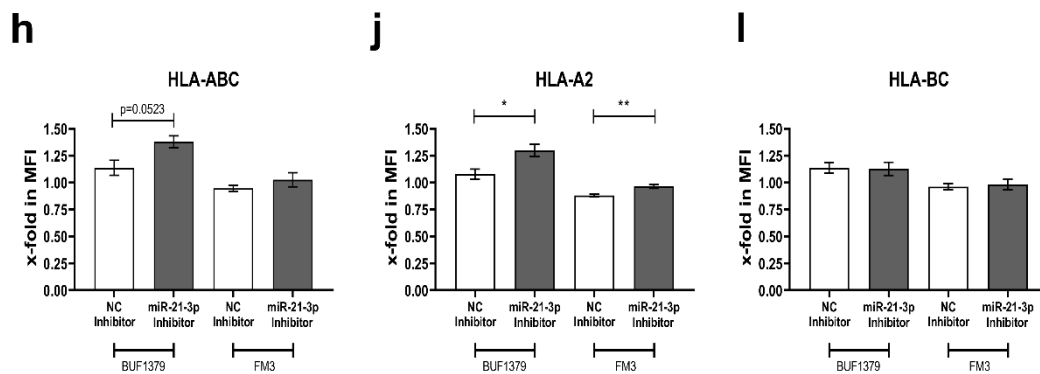 h
HLA-ABC
p=0.0523
x-fold in MFI
1.50
1.25
1.00
0.75
0.50
0.25
0.00
NC
Inhibitor
miR-21-3p
Inhibitor
NC
Inhibitor
miR-21-3p
Inhibitor
BUF1379
FM3
j
HLA-A2
*
**
x-fold in MFI
1.50
1.25
1.00
0.75
0.50
0.25
0.00
NC
Inhibitor
miR-21-3p
Inhibitor
NC
Inhibitor
miR-21-3p
Inhibitor
BUF1379
FM3
l
HLA-BC
x-fold in MFI
1.50
1.25
1.00
0.75
0.50
0.25
0.00
NC
Inhibitor
miR-21-3p
Inhibitor
NC
Inhibitor
miR-21-3p
Inhibitor
BUF1379
FM3